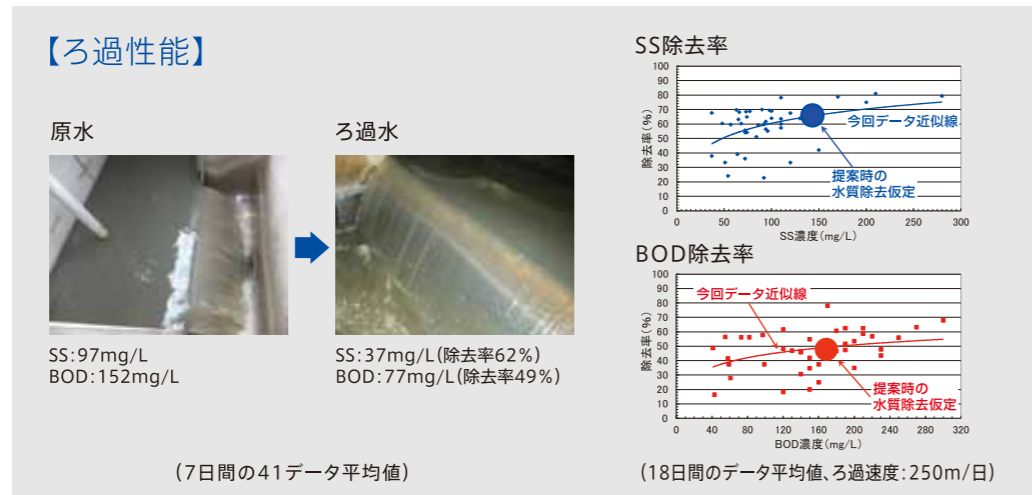 【ろ過性能】
原水
ろ過水
SS:97mg/L
BOD:152mg/L
SS:37mg/L(除去率62%)
BOD:77mg/L(除去率49%)
(7日間の41データ平均値)
SS除去率
除去率(%)
100
90
80
70
60
50
40
30
20
10
0
今回データ近似線
提案時の
水質除去仮定
0 50 100 150 200 250 300
SS濃度(mg/L)
BOD除去率
除去率(%)
100
90
80
70
60
50
40
30
20
10
0
今回データ近似線
提案時の
水質除去仮定
0 40 80 120 160 200 240 280 320
BOD濃度(mg/L)
(18日間のデータ平均値、ろ過速度:250m/日)